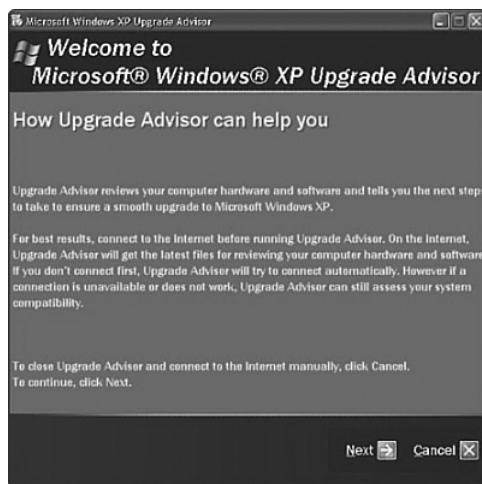 Microsoft Windows XP Upgrade Advisor
Welcome to
Microsoft® Windows® XP Upgrade Advisor
How Upgrade Advisor can help you
Upgrade Advisor reviews your computer hardware and software and tells you the next step
to take to ensure a smooth upgrade to Microsoft Windows XP.
For best results, connect to the Internet before running Upgrade Advisor. On the Internet,
Upgrade Advisor will get the latest files for reviewing your computer hardware and software
If you don't connect first, Upgrade Advisor will try to connect automatically. However if a
connection is unavailable or does not work, Upgrade Advisor can still assess your system
compatibility.
To close Upgrade Advisor and connect to the Internet manually, click Cancel.
To continue, click Next.
Next Cancel